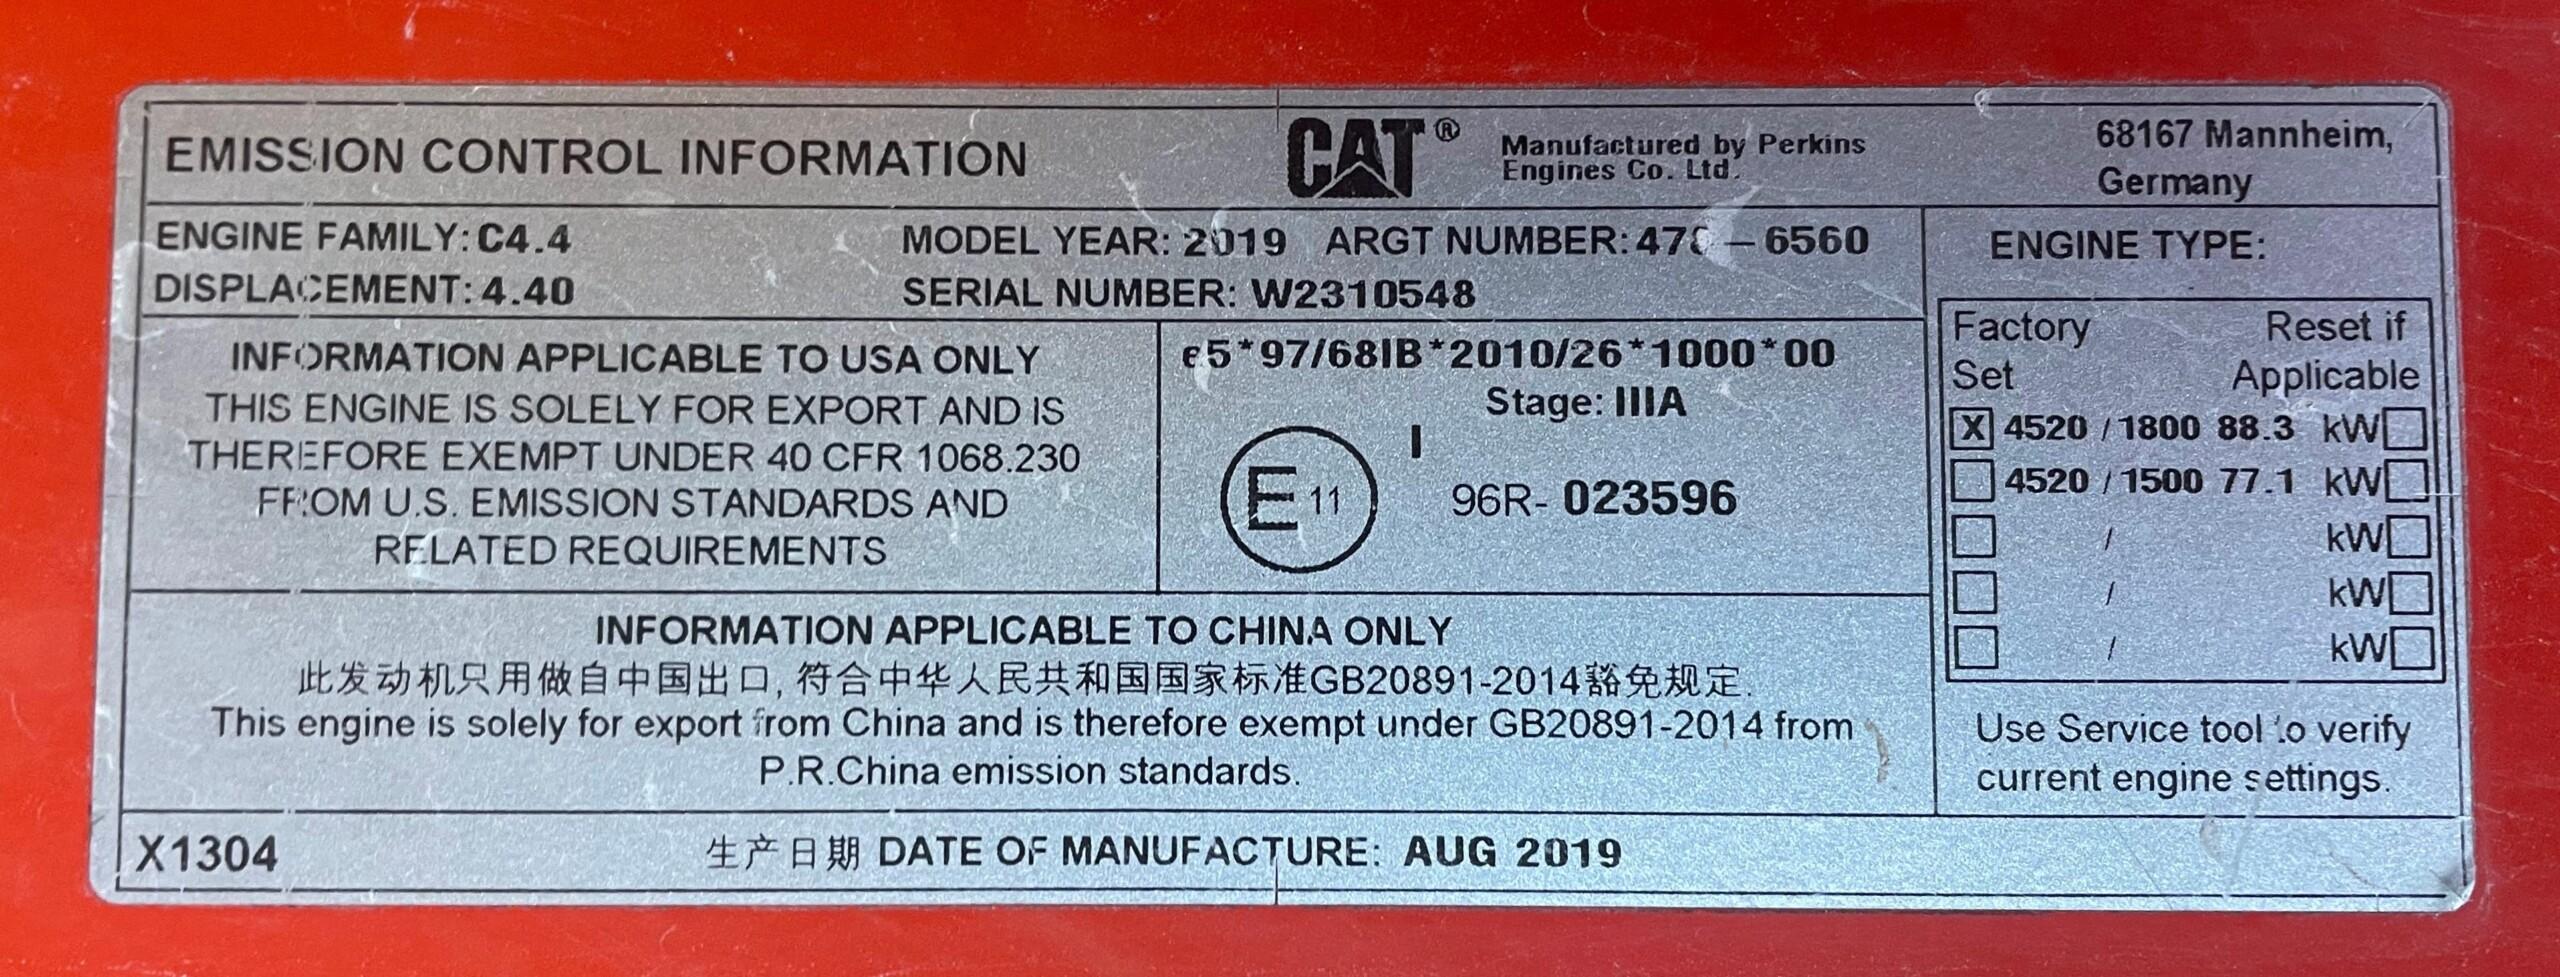 EMISSION CONTROL INFORMATION
CAT®
Manufactured by Perkins
Engines Co. Ltd.
68167 Mannheim,
Germany
ENGINE FAMILY: C4.4
MODEL YEAR: 2019 ARGT NUMBER:
DISPLACEMENT: 4.40
SERIAL NUMBER: W2310548
INFORMATION APPLICABLE TO USA ONLY
THIS ENGINE IS SOLELY FOR EXPORT AND IS
THEREFORE EXEMPT UNDER 40 CFR 1068.230
FROM U.S. EMISSION STANDARDS AND
RELATED REQUIREMENTS
e5*97/68IB*2010/26*1000*00
Stage: IIIA
I
E 11
96R- 023596
ENGINE TYPE:
Factory Reset if
Set Applicable
X 4520 / 1800 88.3 kW
4520 / 1500 77.1 kW
/ kW
/ kW
/ kW
Use Service tool to verify
current engine settings.
INFORMATION APPLICABLE TO CHINA ONLY
此发动机只用做自中国出口, 符合中华人民共和国国家标准GB20891-2014豁免规定.
This engine is solely for export from China and is therefore exempt under GB20891-2014 from
P.R.China emission standards.
X1304
生产日期 DATE OF MANUFACTURE: AUG 2019